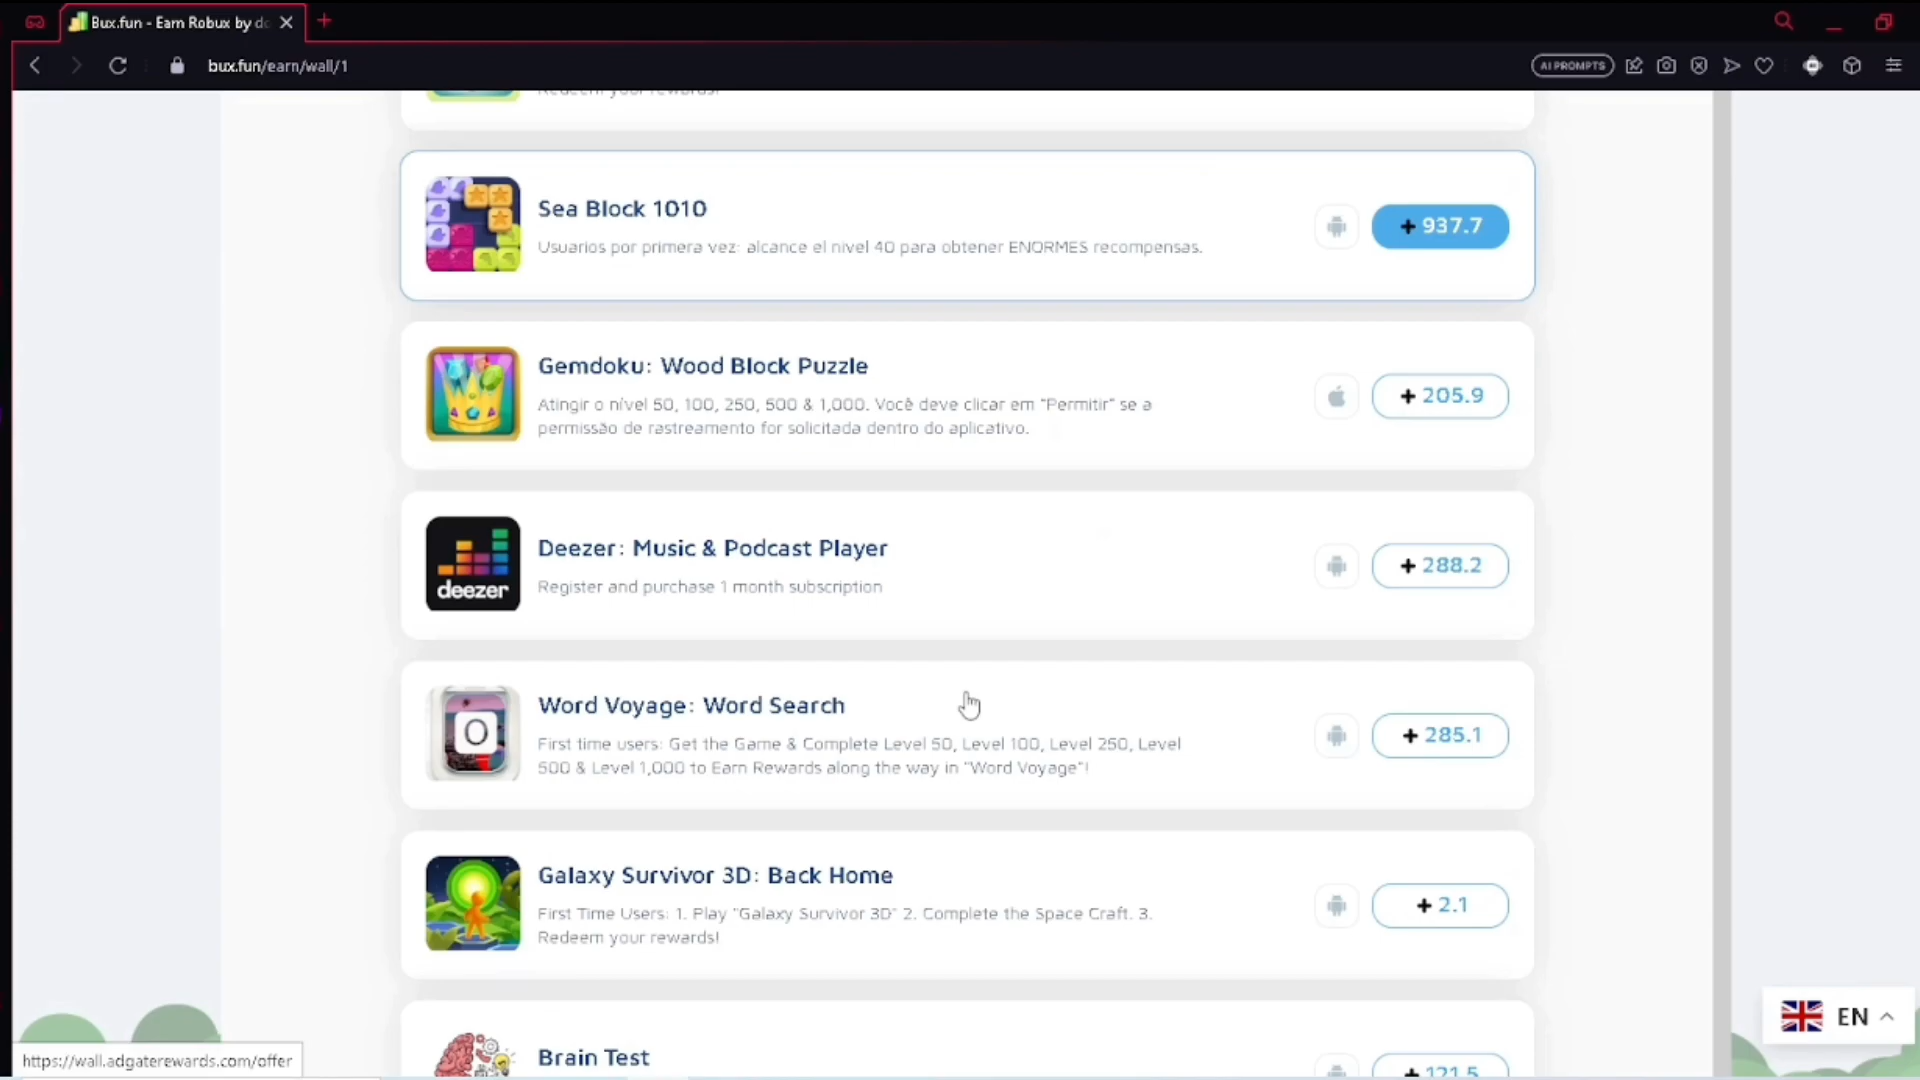 Bux.fun - Earn Robux by do
bux.fun/earn/wall/1
AI PROMPTS
Redeem your rewards!
Sea Block 1010
Usuarios por primera vez: alcance el nivel 40 para obtener ENORMES recompensas.
+ 937.7
Gemdoku: Wood Block Puzzle
Atingir o nível 50, 100, 250, 500 & 1,000. Você deve clicar em "Permitir" se a
permissão de rastreamento for solicitada dentro do aplicativo.
+ 205.9
deezer
Deezer: Music & Podcast Player
Register and purchase 1 month subscription
+ 288.2
O
Word Voyage: Word Search
First time users: Get the Game & Complete Level 50, Level 100, Level 250, Level
500 & Level 1,000 to Earn Rewards along the way in "Word Voyage"!
+ 285.1
Galaxy Survivor 3D: Back Home
First Time Users: 1. Play "Galaxy Survivor 3D" 2. Complete the Space Craft. 3.
Redeem your rewards!
+ 2.1
Brain Test
+ 121.5
EN
https://wall.adgaterewards.com/offer